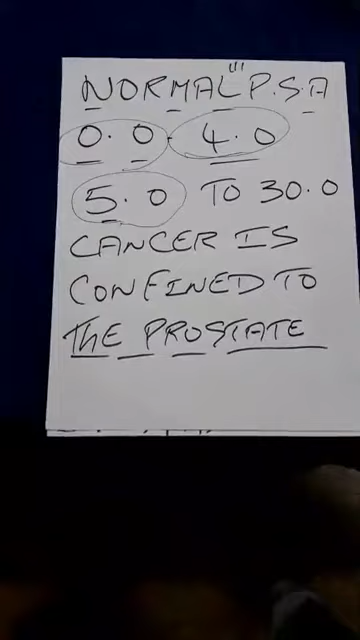 NORMAL P.S.A
0.0 - 4.0
5.0 TO 30.0
CANCER IS
CONFINED TO
THE PROSTATE